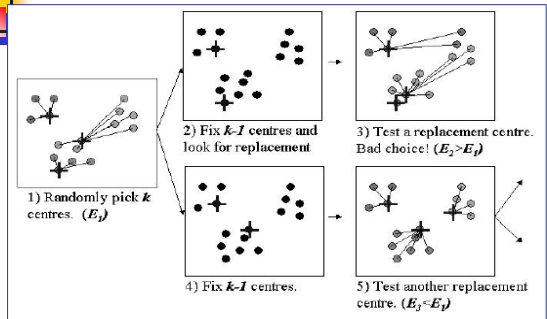 1) Randomly pick k
centres. (E1)
2) Fix k-1 centres and
look for replacement
3) Test a replacement centre.
Bad choice! (E2>E1)
4) Fix k-1 centres.
5) Test another replacement
centre. (E3<E1)